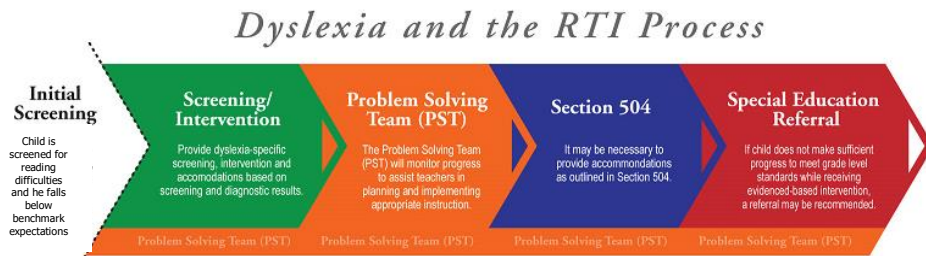 Dyslexia and the RTI Process
Initial
Screening
Child is
screened for
reading
difficulties
and he falls
below
benchmark
expectations
Screening/
Intervention
Provide dyslexia-specific
screening, intervention and
accomodations based on
screening and diagnostic results.
Problem Solving
Team (PST)
The Problem Solving Team
(PST) will monitor progress
to assist teachers in
planning and implementing
appropriate instruction.
Section 504
It may be necessary to
provide accommondations
as outlined in Section 504.
Special Education
Referral
If child does not make sufficient
progress to meet grade level
standards while receiving
evidenced-based intervention,
a referral may be recommended.
Problem Solving Team (PST)
Problem Solving Team (PST)
Problem Solving Team (PST)
Problem Solving Team (PST)